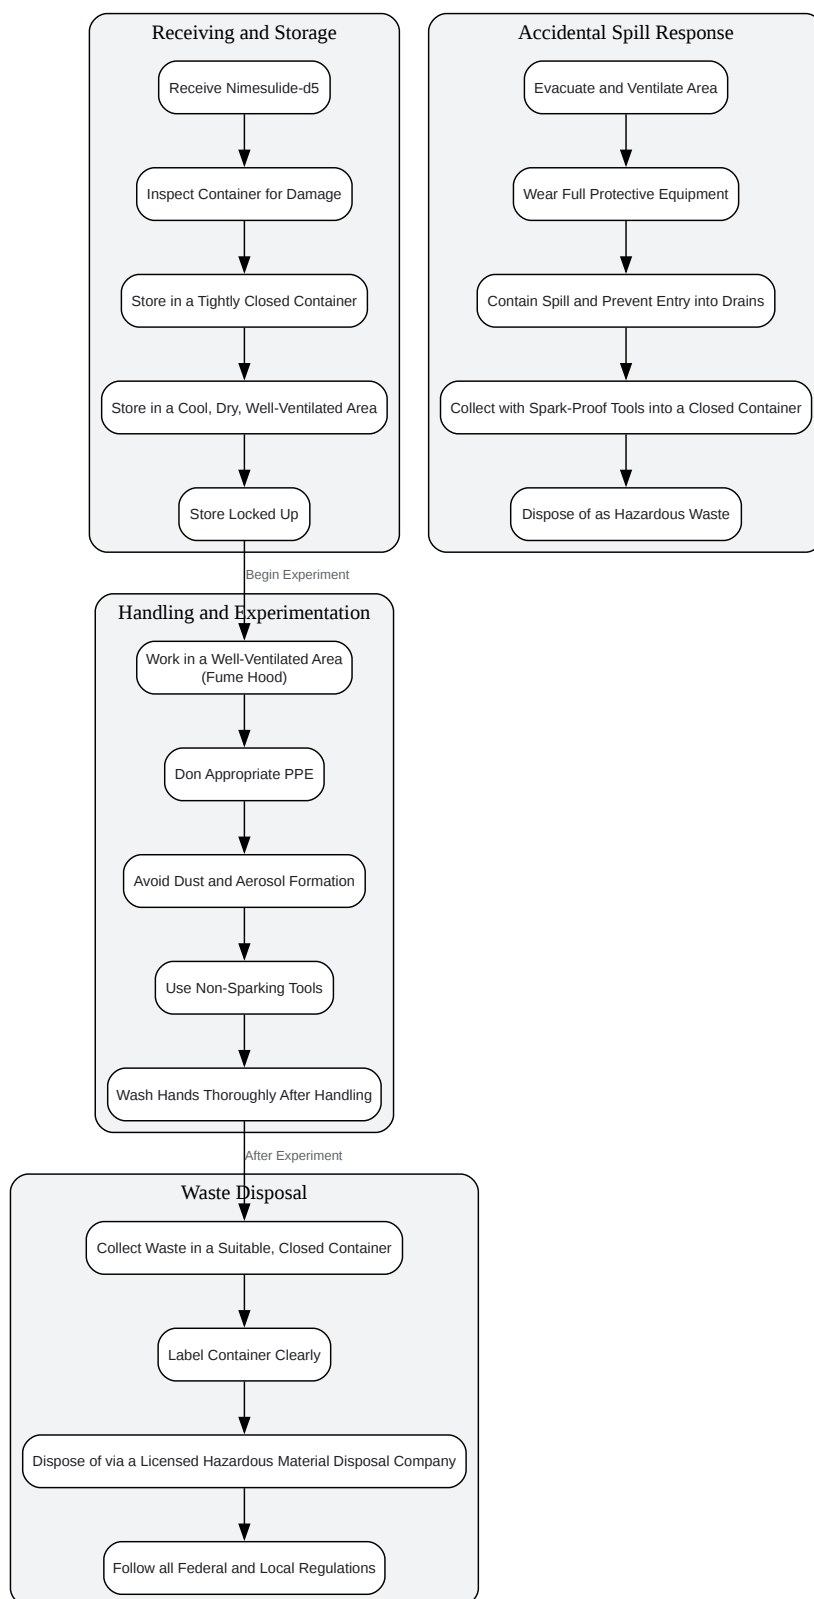 Receiving and Storage
Receive Nimesulide-d5
Inspect Container for Damage
Store in a Tightly Closed Container
Store in a Cool, Dry, Well-Ventilated Area
Store Locked Up
Begin Experiment
Handling and Experimentation
Work in a Well-Ventilated Area
(Fume Hood)
Don Appropriate PPE
Avoid Dust and Aerosol Formation
Use Non-Sparking Tools
Wash Hands Thoroughly After Handling
After Experiment
Waste Disposal
Collect Waste in a Suitable, Closed Container
Label Container Clearly
Dispose of via a Licensed Hazardous Material Disposal Company
Follow all Federal and Local Regulations
Accidental Spill Response
Evacuate and Ventilate Area
Wear Full Protective Equipment
Contain Spill and Prevent Entry into Drains
Collect with Spark-Proof Tools into a Closed Container
Dispose of as Hazardous Waste